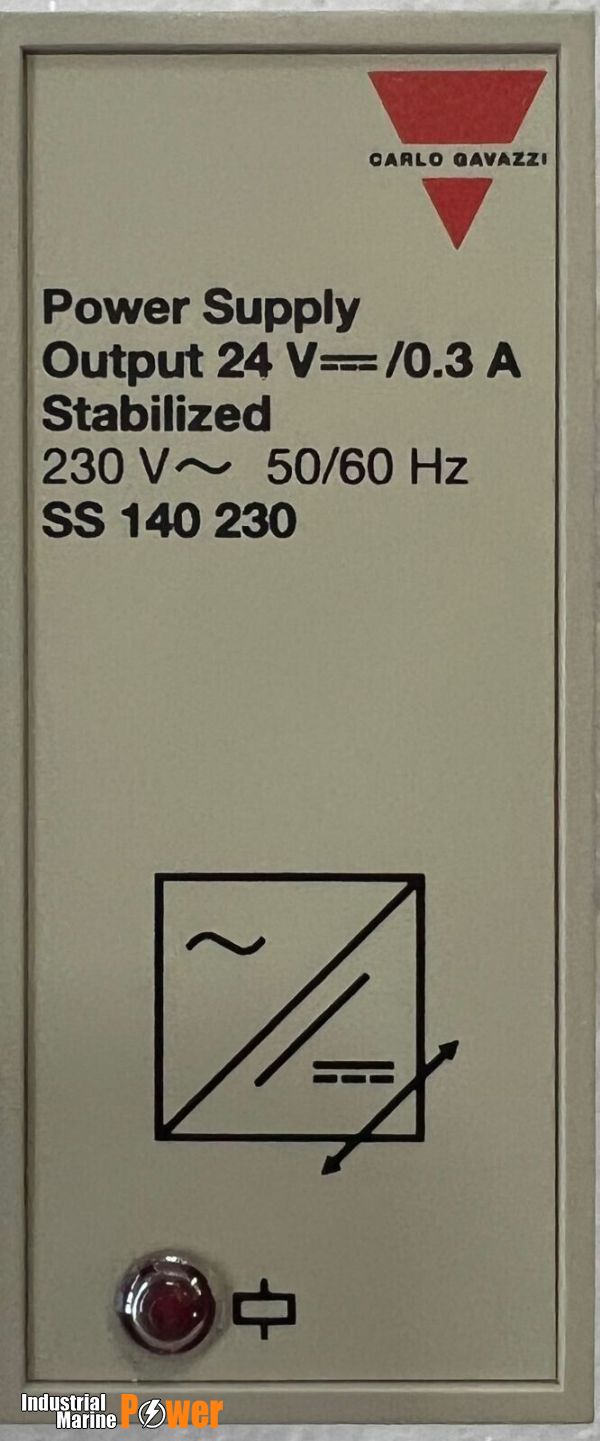 CARLO GAVAZZI
Power Supply
Output 24 V⎓/0.3 A
Stabilized
230 V~ 50/60 Hz
SS 140 230
Industrial
Marine Power